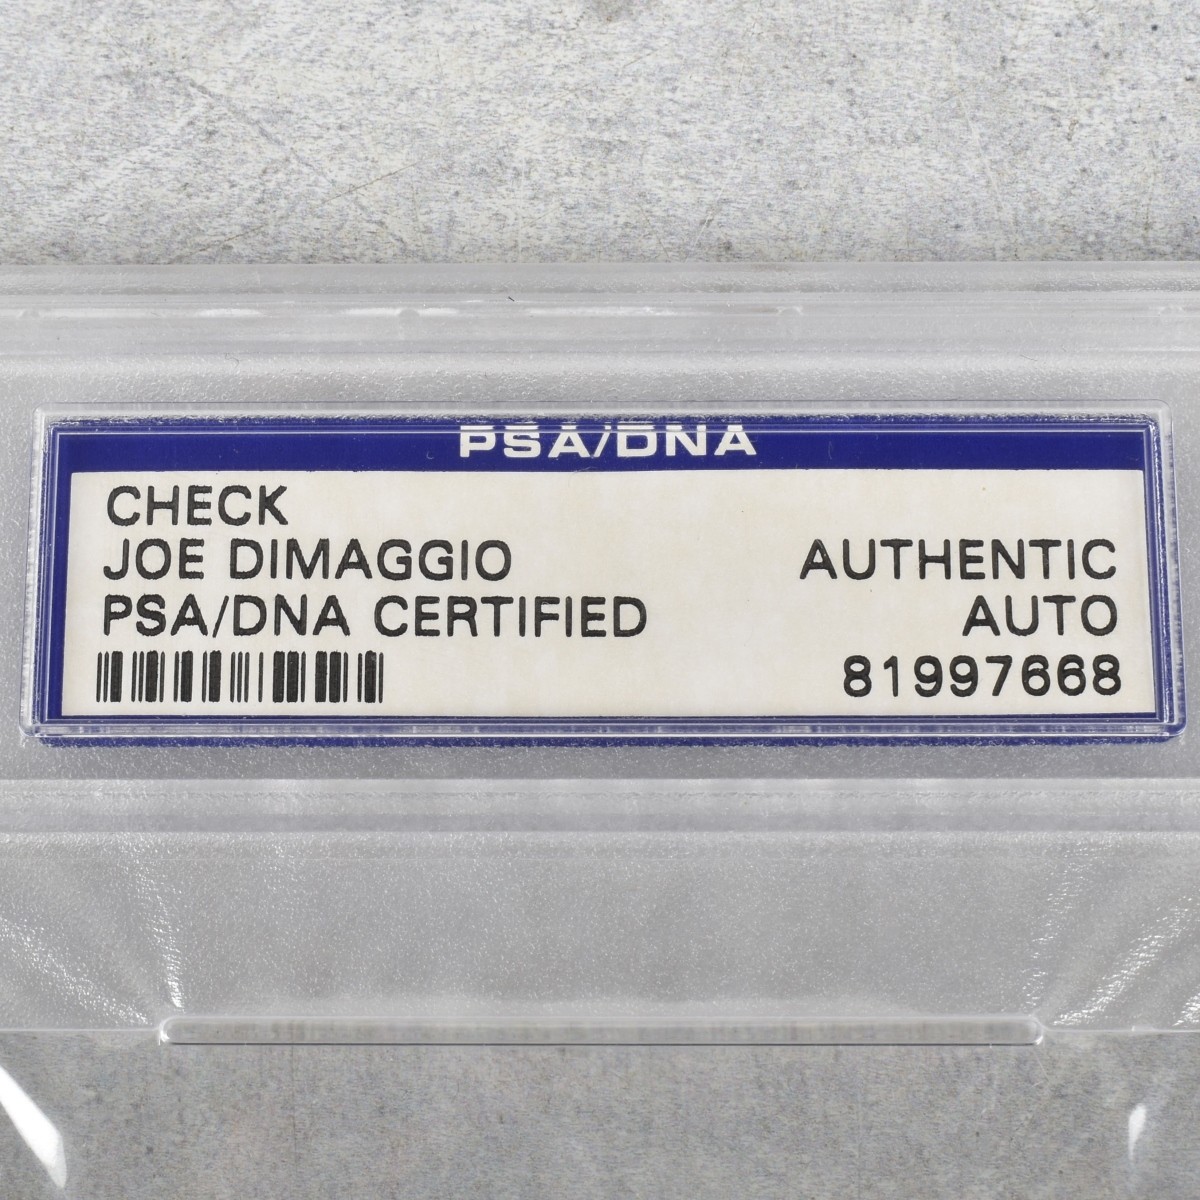 PSA/DNA
CHECK
JOE DIMAGGIO
AUTHENTIC
PSA/DNA CERTIFIED
AUTO
81997668